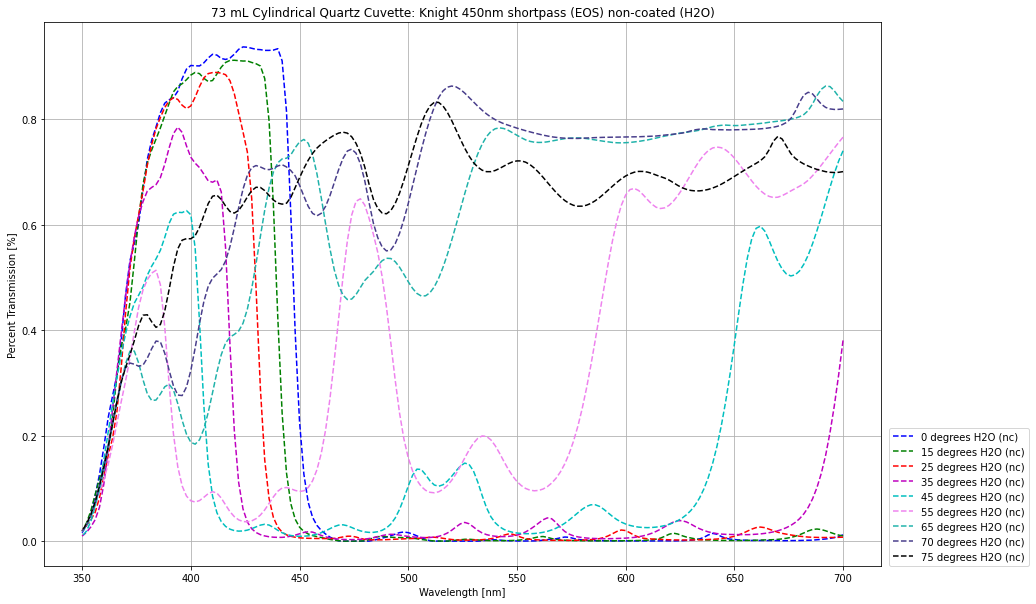 73 mL Cylindrical Quartz Cuvette: Knight 450nm shortpass (EOS) non-coated (H2O)
Percent Transmission [%]
0.8
0.6
0.4
0.2
0.0
350 400 450 500 550 600 650 700
Wavelength [nm]
0 degrees H2O (nc)
15 degrees H2O (nc)
25 degrees H2O (nc)
35 degrees H2O (nc)
45 degrees H2O (nc)
55 degrees H2O (nc)
65 degrees H2O (nc)
70 degrees H2O (nc)
75 degrees H2O (nc)